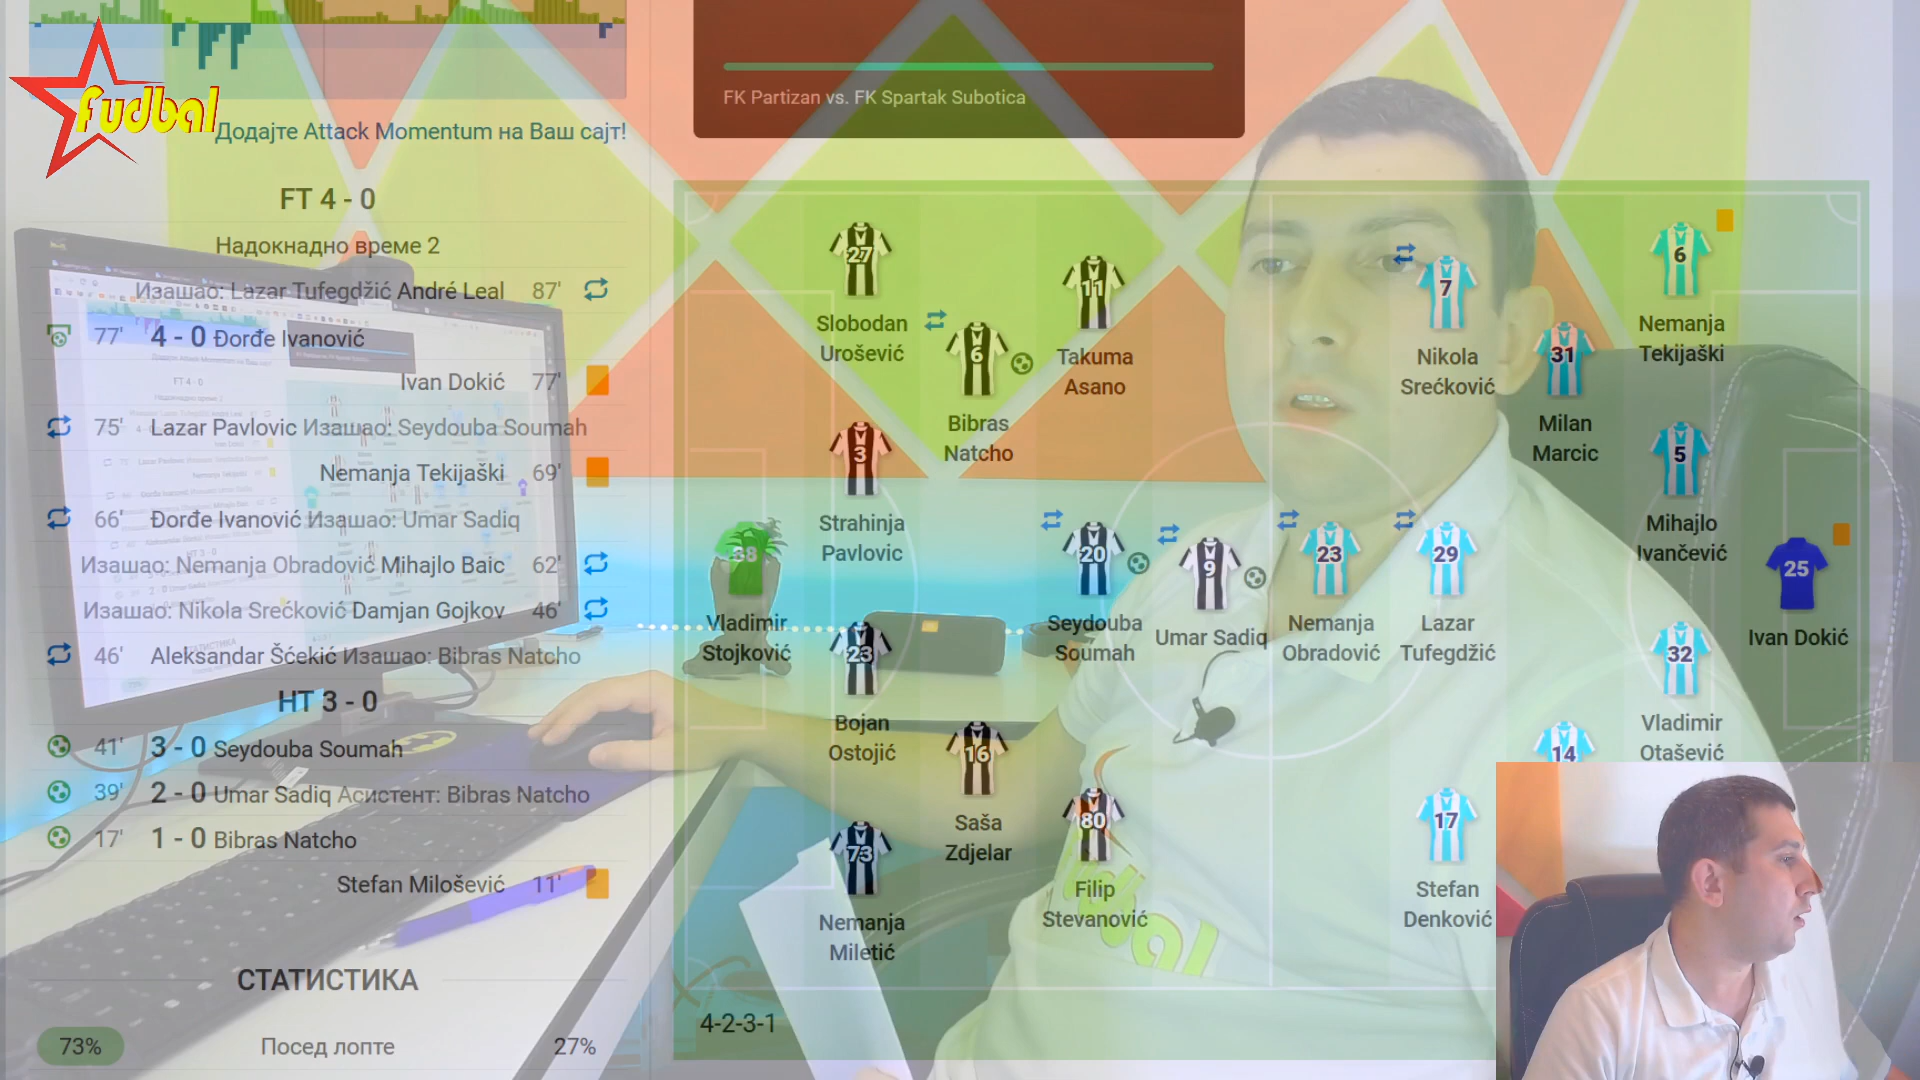 fudbal
Додајте Attack Momentum на Ваш сајт!
FT 4 - 0
Надокнадно време 2
Изашао: Lazar Tufegdžić André Leal 87'
77' 4 - 0 Đorđe Ivanović
Ivan Dokić 77'
75' Lazar Pavlovic Изашао: Seydouba Soumah
Nemanja Tekijaški 69'
66' Đorđe Ivanović Изашао: Umar Sadiq
Изашао: Nemanja Obradović Mihajlo Baic 62'
Изашао: Nikola Srećković Damjan Gojkov 46'
46' Aleksandar Šćekić Изашао: Bibras Natcho
HT 3 - 0
41' 3 - 0 Seydouba Soumah
39' 2 - 0 Umar Sadiq Асистент: Bibras Natcho
17' 1 - 0 Bibras Natcho
Stefan Milošević 11'
СТАТИСТИКА
73% Посед лопте 27%
FK Partizan vs. FK Spartak Subotica
27
Slobodan
Urošević
11
Takuma
Asano
6
Bibras
Natcho
3
Strahinja
Pavlovic
38
Vladimir
Stojković
20
Seydouba
Soumah
9
Umar Sadiq
23
Bojan
Ostojić
16
Saša
Zdjelar
80
Filip
Stevanović
73
Nemanja
Miletić
4-2-3-1
7
Nikola
Srećković
6
Nemanja
Tekijaški
31
Milan
Marcic
5
Mihajlo
Ivančević
23
Nemanja
Obradović
29
Lazar
Tufegdžić
25
Ivan Dokić
32
Vladimir
Otašević
14
17
Stefan
Denković